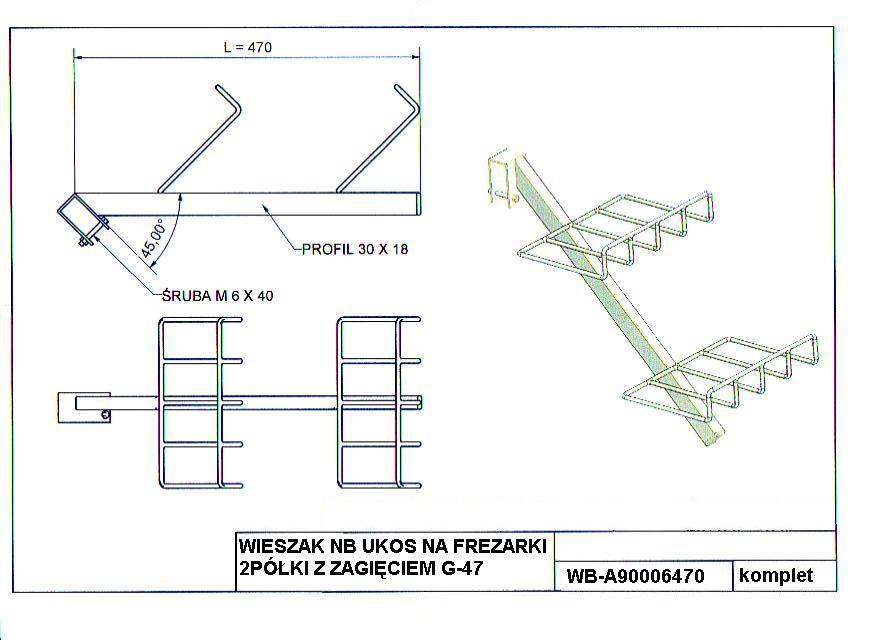 L = 470
45,00°
PROFIL 30 X 18
ŚRUBA M 6 X 40
WIESZAK NB UKOS NA FREZARKI
2PÓŁKI Z ZAGIĘCIEM G-47
WB-A90006470
komplet